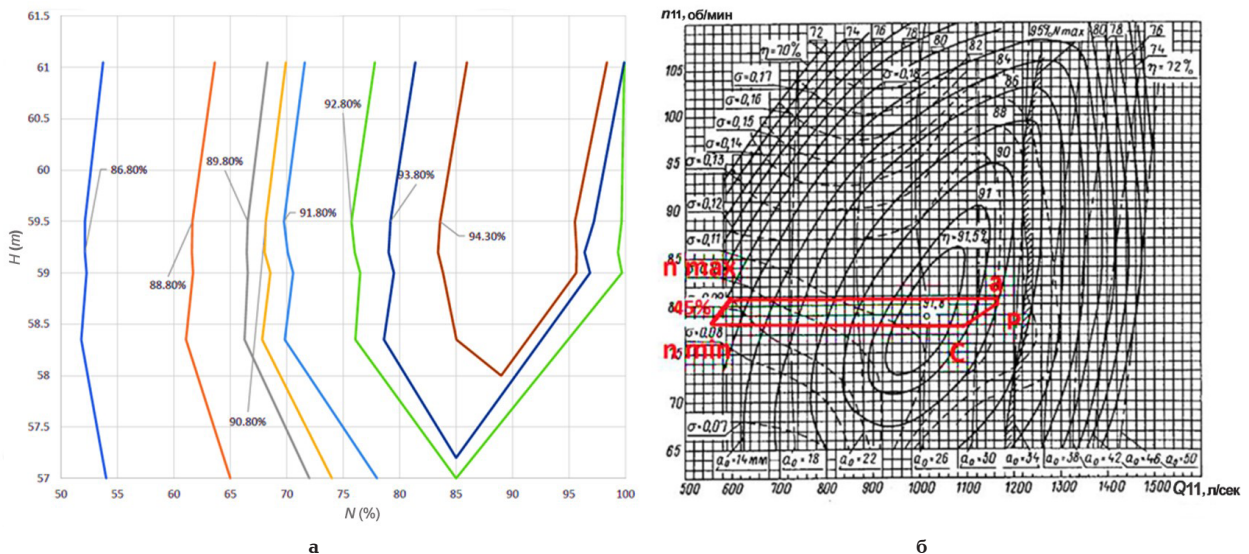 61.5
61
60.5
60
59.5
59
58.5
58
57.5
57
H (m)
50 55 60 65 70 75 80 85 90 95 100
N (%)
92.80%
89.80%
86.80%
93.80%
91.80%
94.30%
88.80%
90.80%
а
n11, об/мин
105
100
95
90
85
80
75
70
65
72 74 76 78 80 82 84 86 88 90 91
95% N max 80 78 76
74
η=72%
η=70%
σ=0,17
σ=0,18
σ=0,16
σ=0,15
σ=0,14
σ=0,13
σ=0,12
σ=0,11
η=91,5%
n max
a
45%
91,8
p
σ=0,08
n min
C
σ=0,07
a₀=14мм a₀=18 a₀=22 a₀=26 a₀=30 a₀=34 a₀=38 a₀=42 a₀=46 a₀=50
500 600 700 800 900 1000 1100 1200 1300 1400 1500 Q11, л/сек
б